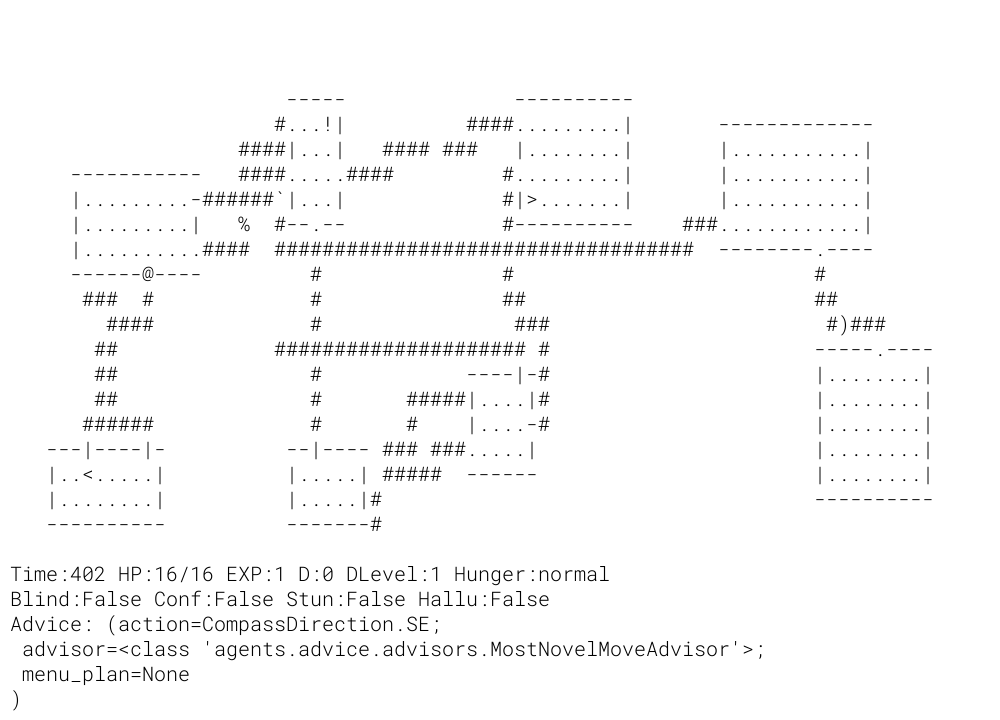 -----              ----------
                      #...!|          ####.........|       -------------
                   ####|...|   #### ###   |........|       |...........|
     -----------   ####.....####         #.........|       |...........|
     |.........-######`|...|             #|>.......|       |...........|
     |.........|   %  #--.--             #----------    ###............|
     |..........####  ###################################  --------.----
     ------@----         #               #                         #
      ###  #             #               ##                        ##
        ####             #                ###                       #)###
       ##             ##################### #                      -----.----
       ##                #            ----|-#                      |........|
       ##                #       #####|....|#                      |........|
      ######             #       #    |....-#                      |........|
   ---|----|-          --|---- ### ###.....|                       |........|
   |..<.....|          |.....| #####  ------                       |........|
   |........|          |.....|#                                    ----------
   ----------          -------#
Time:402 HP:16/16 EXP:1 D:0 DLevel:1 Hunger:normal
Blind:False Conf:False Stun:False Hallu:False
Advice: (action=CompassDirection.SE;
 advisor=<class 'agents.advice.advisors.MostNovelMoveAdvisor'>;
 menu_plan=None
)